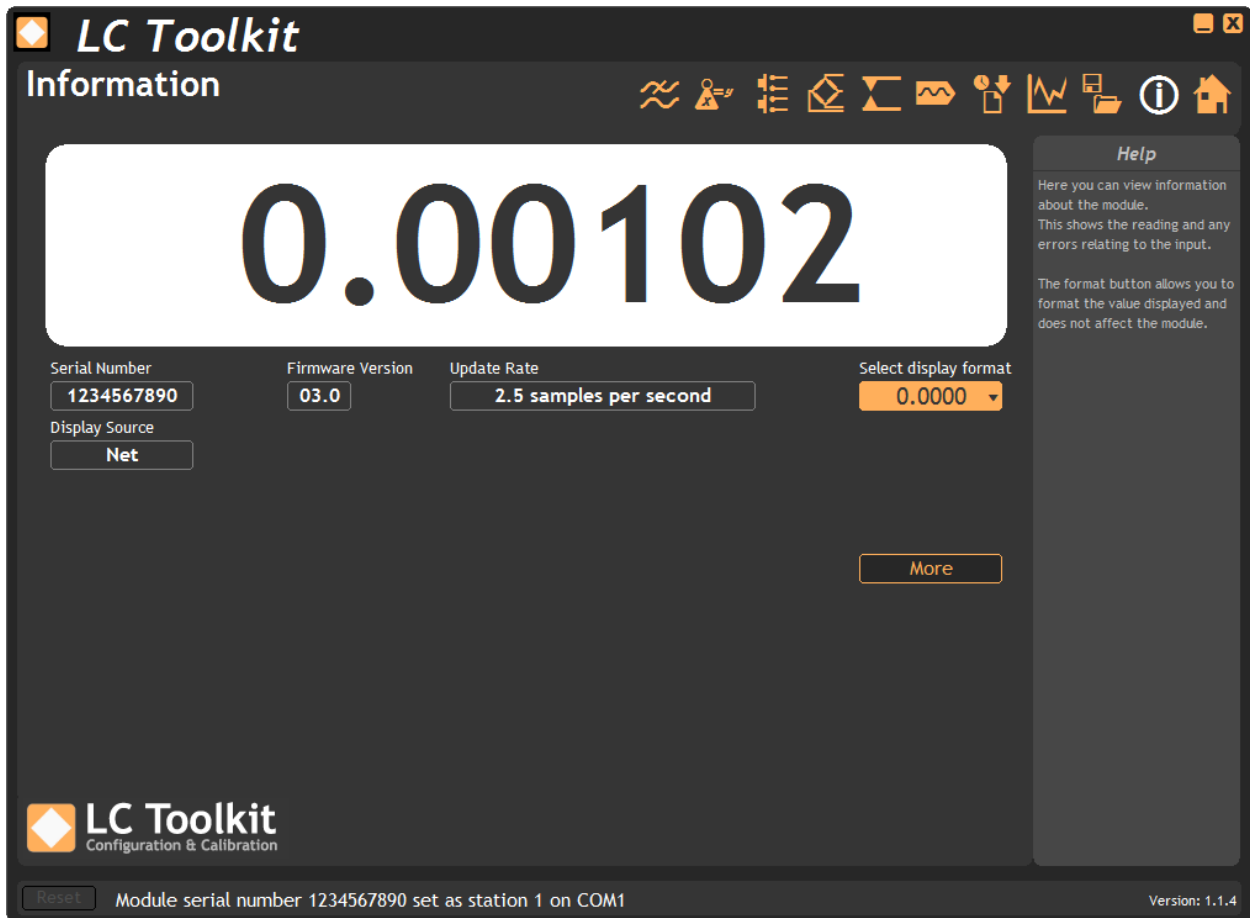 LC Toolkit
Information
x=y
Help
0.00102
Here you can view information
about the module.
This shows the reading and any
errors relating to the input.
The format button allows you to
format the value displayed and
does not affect the module.
Serial Number
Firmware Version
Update Rate
Select display format
1234567890
03.0
2.5 samples per second
0.0000
Display Source
Net
More
LC Toolkit
Configuration & Calibration
Reset
Module serial number 1234567890 set as station 1 on COM1
Version: 1.1.4